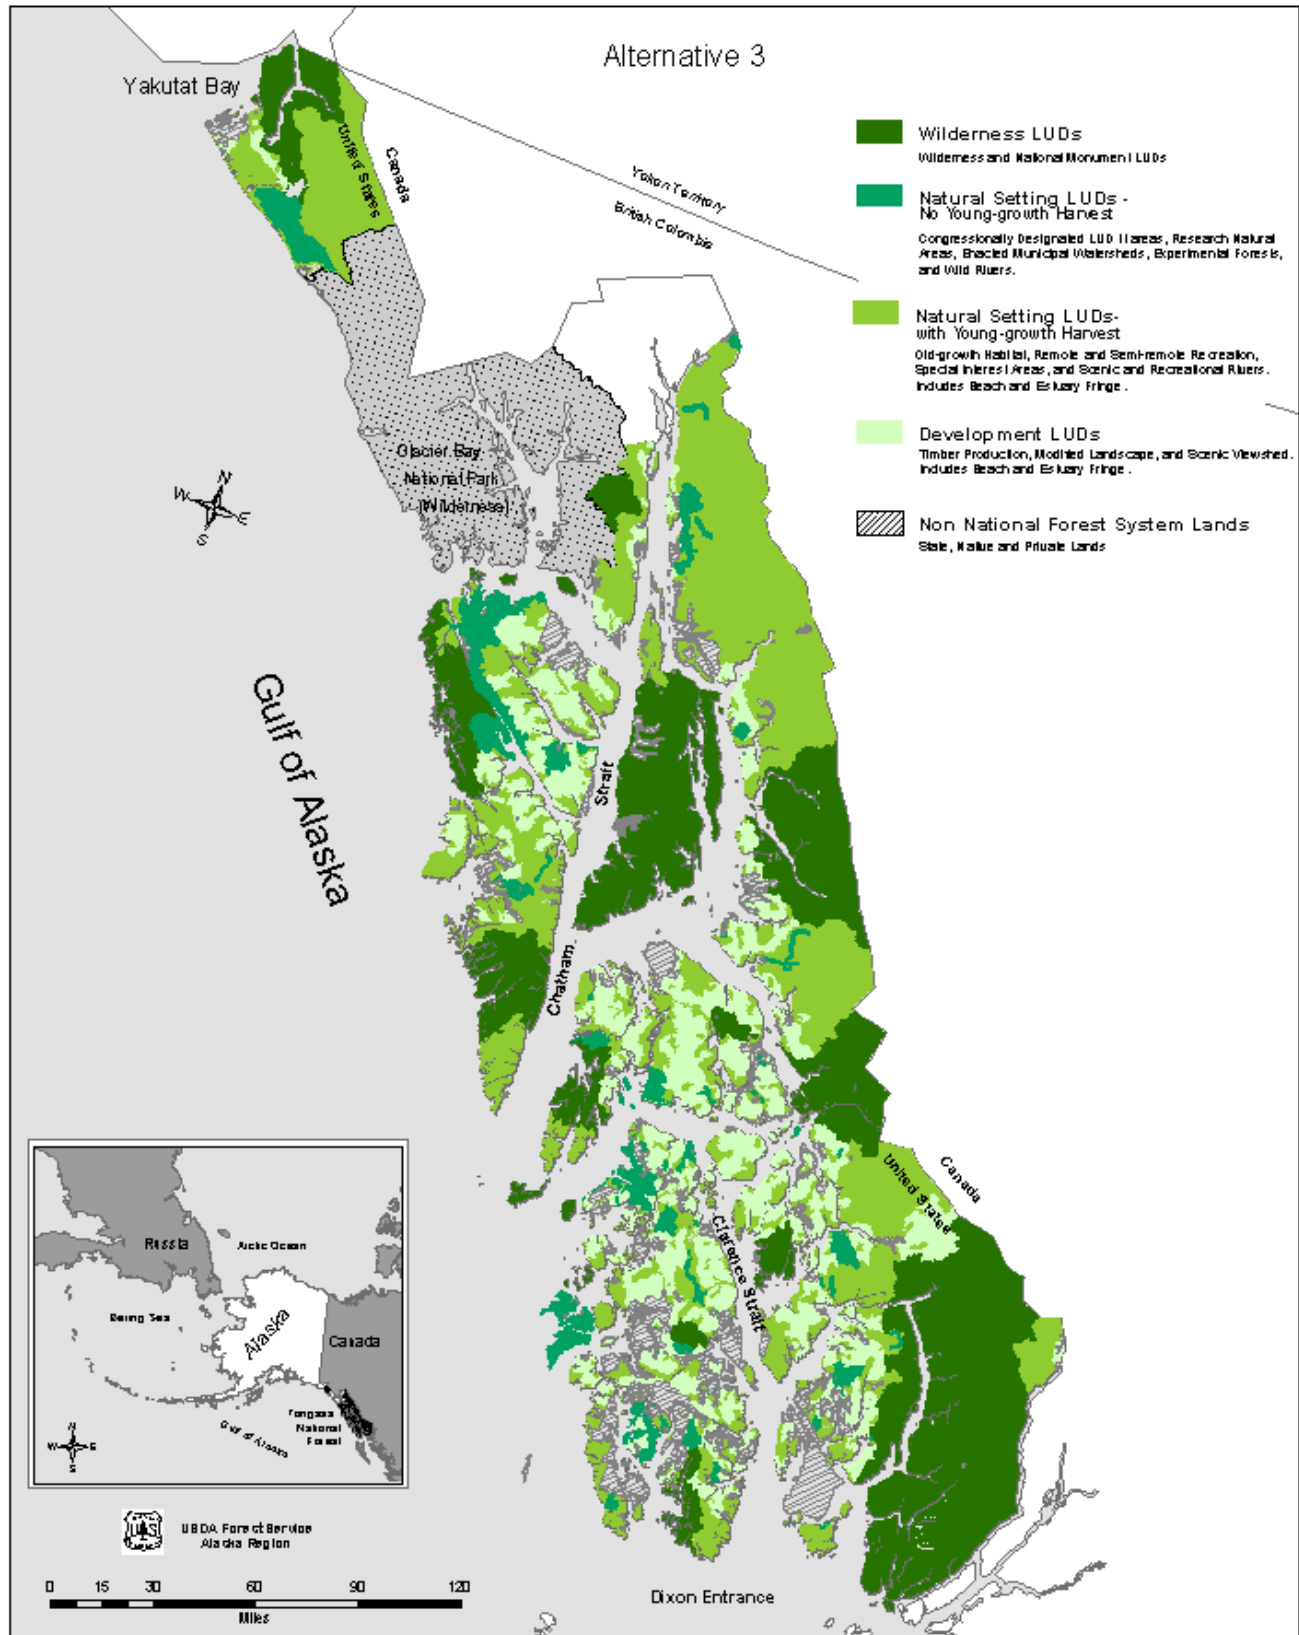 Alternative 3
Yakutat Bay
United States
Canada
Yukon Territory
British Colombia
Wilderness LUDs
Wilderness and National Monument LUDs
Natural Setting LUDs -
No Young-growth Harvest
Congressionally Designated LUD II areas, Research Natural
Areas, Enacted Municipal Watersheds, Experimental Forests,
and Wild Rivers.
Natural Setting LUDs-
with Young-growth Harvest
Old-growth Habitat, Remote and Semi-remote Recreation,
Special Interest Areas, and Scenic and Recreational Rivers.
Includes Beach and Estuary Fringe.
Development LUDs
Timber Production, Modified Landscape, and Scenic Viewshed.
Includes Beach and Estuary Fringe.
Non National Forest System Lands
State, Native and Private Lands
Glacier Bay
National Park
(Wilderness)
N
W
E
S
Gulf of Alaska
Chatham
Strait
United States
Canada
Clarence Strait
Dixon Entrance
Russia
Arctic Ocean
Bering Sea
Alaska
Canada
Gulf of Alaska
Tongass
National
Forest
N
W
E
S
USDA Forest Service
Alaska Region
0 15 30 60 90 120
Miles